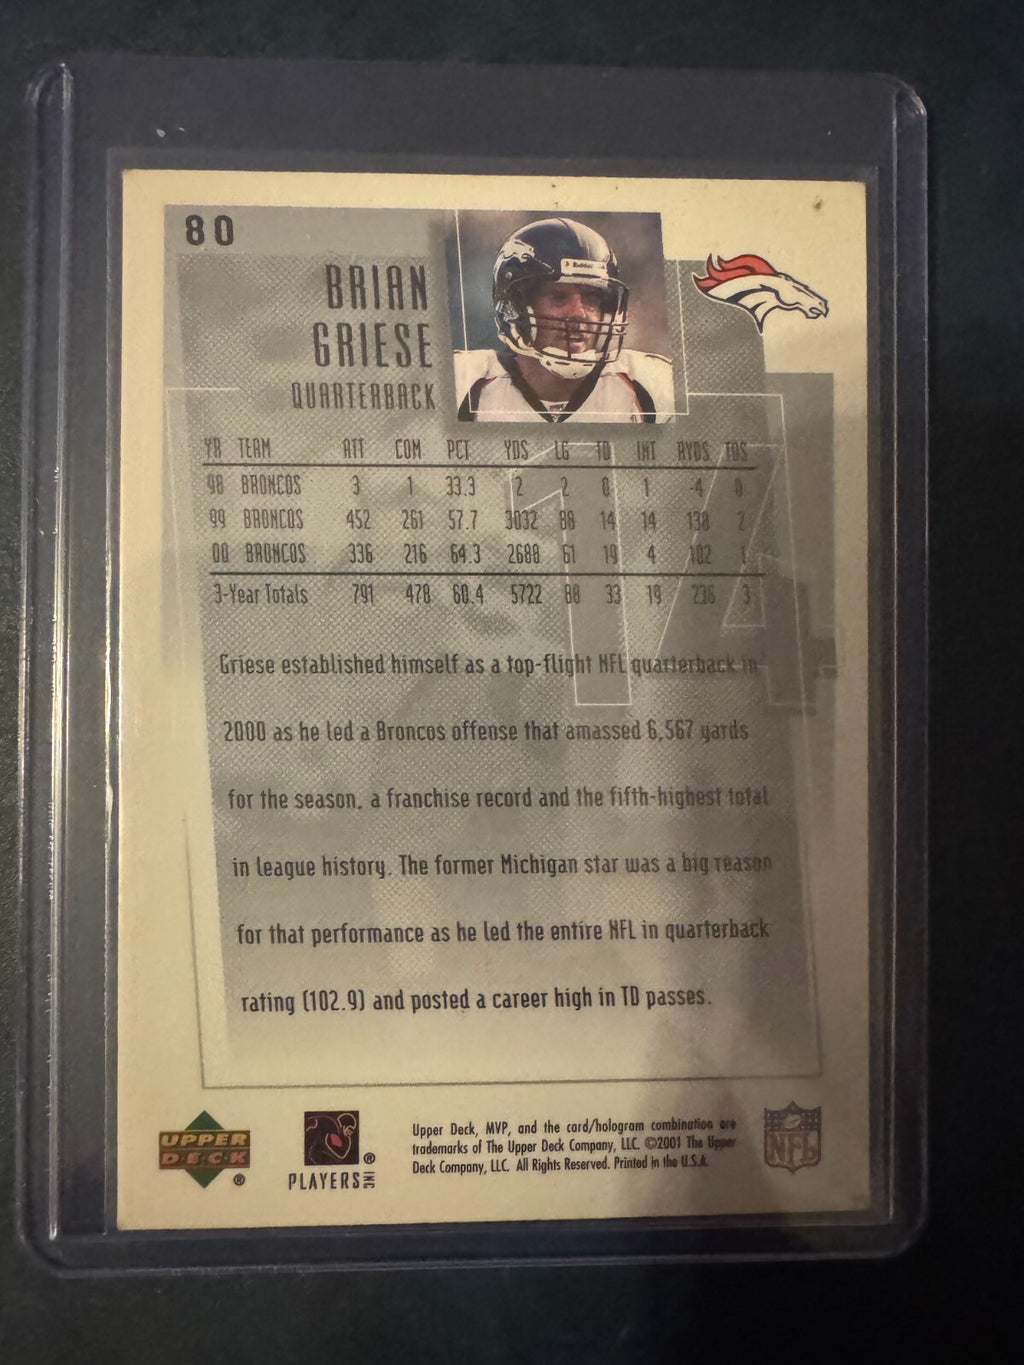 80
BRIAN
GRIESE
QUARTERBACK
Riddell
14
YR TEAM ATT COM PCT YDS LG TD INT RYDS TDS
98 BRONCOS 3 1 33.3 2 2 0 1 -4 0
99 BRONCOS 452 261 57.7 3032 88 14 14 138 2
00 BRONCOS 336 216 64.3 2688 61 19 4 102 1
3-Year Totals 791 478 60.4 5722 88 33 19 236 3
Griese established himself as a top-flight NFL quarterback in
2000 as he led a Broncos offense that amassed 6,567 yards
for the season, a franchise record and the fifth-highest total
in league history. The former Michigan star was a big reason
for that performance as he led the entire NFL in quarterback
rating (102.9) and posted a career high in TD passes.
UPPER
DECK
®
®
PLAYERS INC
Upper Deck, MVP, and the card/hologram combination are
trademarks of The Upper Deck Company, LLC. ©2001 The Upper
Deck Company, LLC. All Rights Reserved. Printed in the U.S.A.
NFL